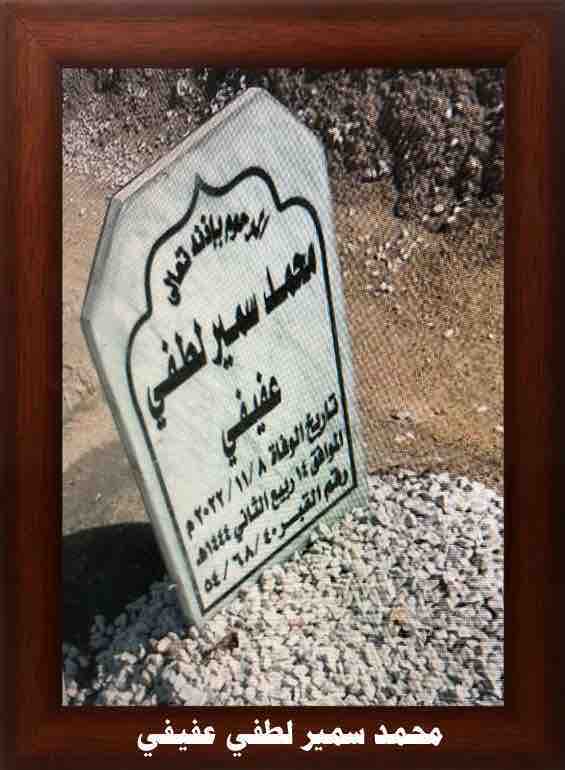 المرحوم بإذنه تعالى
محمد سمير لطفي
عفيفي
تاريخ الوفاة ٢٠٢٢/١١/٨ م
الموافق ١٤ ربيع الثاني ١٤٤٤هـ
رقم القبر ٥٤/٦٨/٤٠
محمد سمير لطفي عفيفي